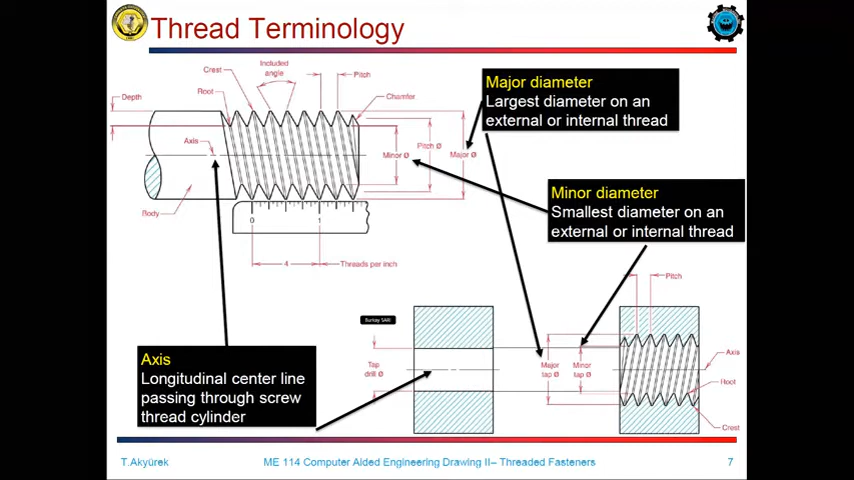 Thread Terminology
Included
angle
Crest
Pitch
Root
Chamfer
Depth
Major diameter
Largest diameter on an
external or internal thread
Axis
Pitch Ø
Minor Ø
Major Ø
Body
0
1
4
Threads per inch
Minor diameter
Smallest diameter on an
external or internal thread
Pitch
Burkay SARI
Tap
drill Ø
Major
tap Ø
Minor
tap Ø
Axis
Root
Crest
Axis
Longitudinal center line
passing through screw
thread cylinder
T.Akyürek
ME 114 Computer Aided Engineering Drawing II– Threaded Fasteners
7